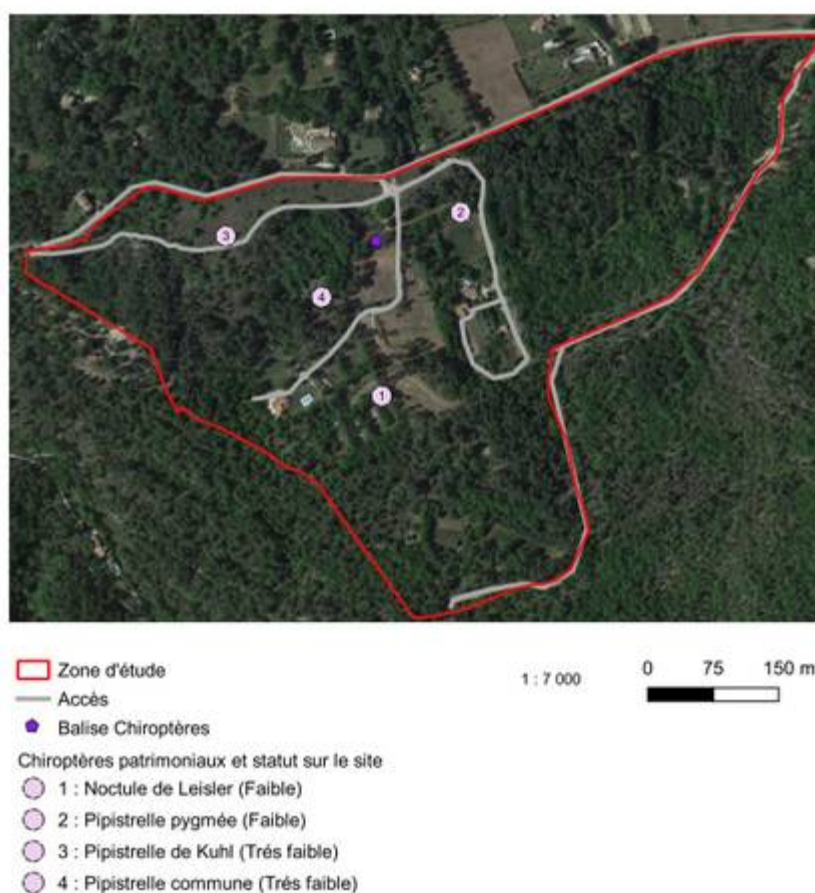 2
3
4
1
Zone d'étude
1 : 7 000
0 75 150 m
Accès
Balise Chiroptères
Chiroptères patrimoniaux et statut sur le site
1 : Noctule de Leisler (Faible)
2 : Pipistrelle pygmée (Faible)
3 : Pipistrelle de Kuhl (Trés faible)
4 : Pipistrelle commune (Trés faible)